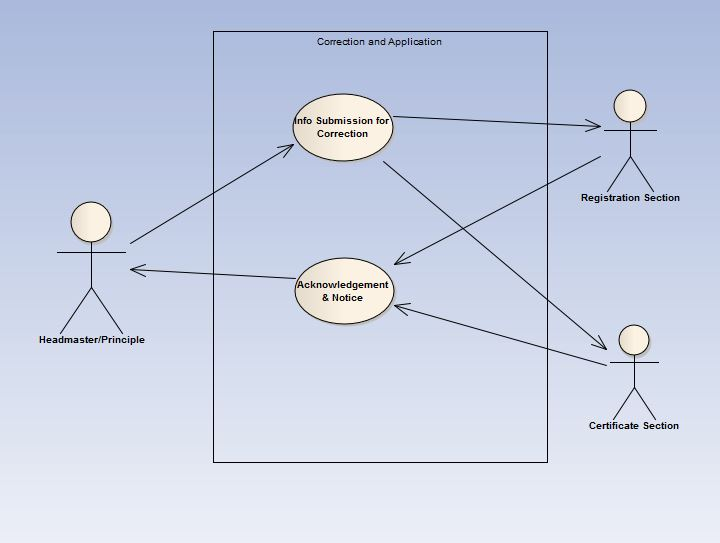 Correction and Application
Info Submission for
Correction
Registration Section
Acknowledgement
& Notice
Headmaster/Principle
Certificate Section